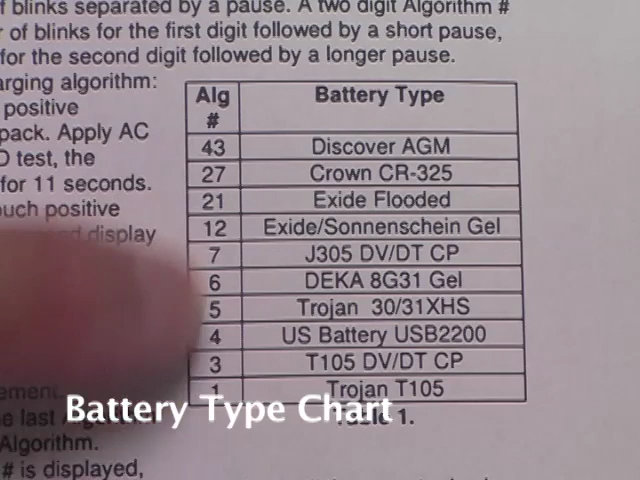 f blinks separated by a pause. A two digit Algorithm #
r of blinks for the first digit followed by a short pause,
for the second digit followed by a longer pause.
arging algorithm:
positive
pack. Apply AC
D test, the
for 11 seconds.
ouch positive
display
ement.
e last
Algorithm.
# is displayed,
Alg # Battery Type
43 Discover AGM
27 Crown CR-325
21 Exide Flooded
12 Exide/Sonnenschein Gel
7 J305 DV/DT CP
6 DEKA 8G31 Gel
5 Trojan 30/31XHS
4 US Battery USB2200
3 T105 DV/DT CP
1 Trojan T105
1.
Battery Type Chart